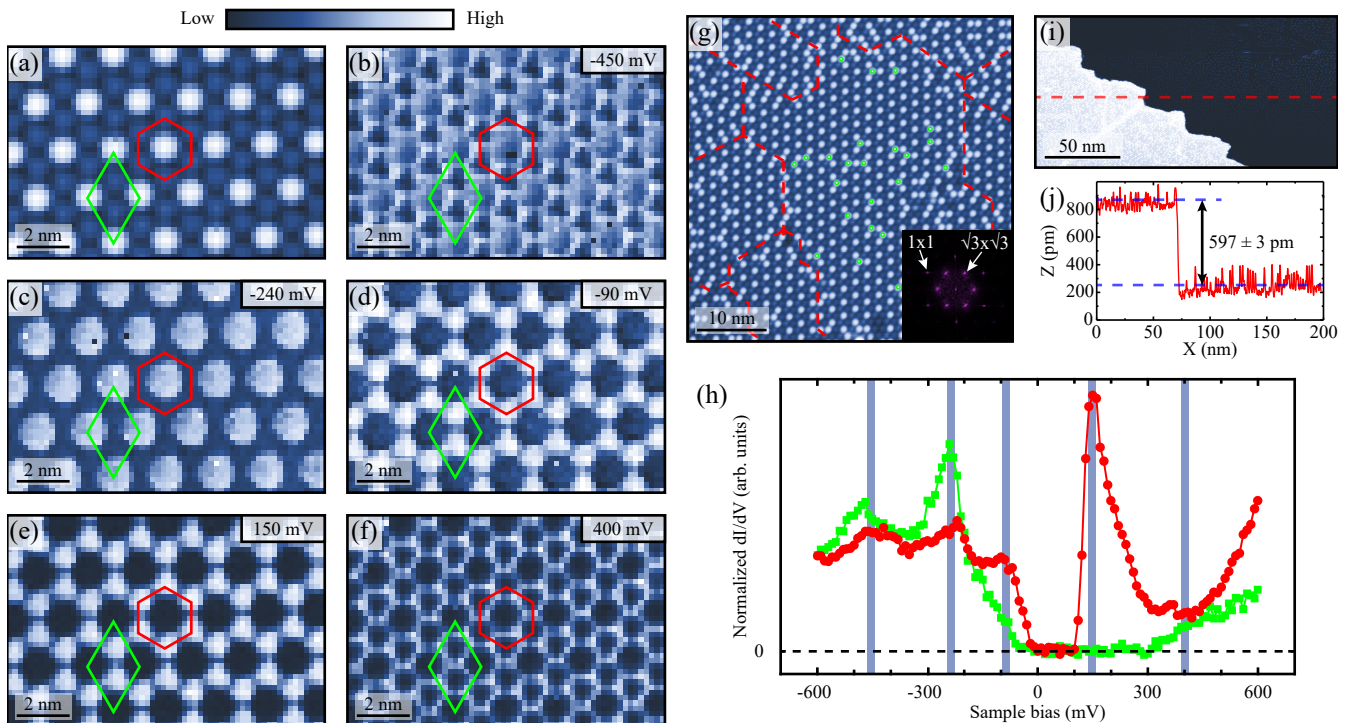 Low High
(a)
2 nm
(b) -450 mV
2 nm
(c) -240 mV
2 nm
(d) -90 mV
2 nm
(e) 150 mV
2 nm
(f) 400 mV
2 nm
(g)
1x1 √3x√3
10 nm
(i)
50 nm
(j)
Z (pm)
800
600
400
200
597 ± 3 pm
0 50 100 150 200
X (nm)
(h)
Normalized dI/dV (arb. units)
0
-600 -300 0 300 600
Sample bias (mV)